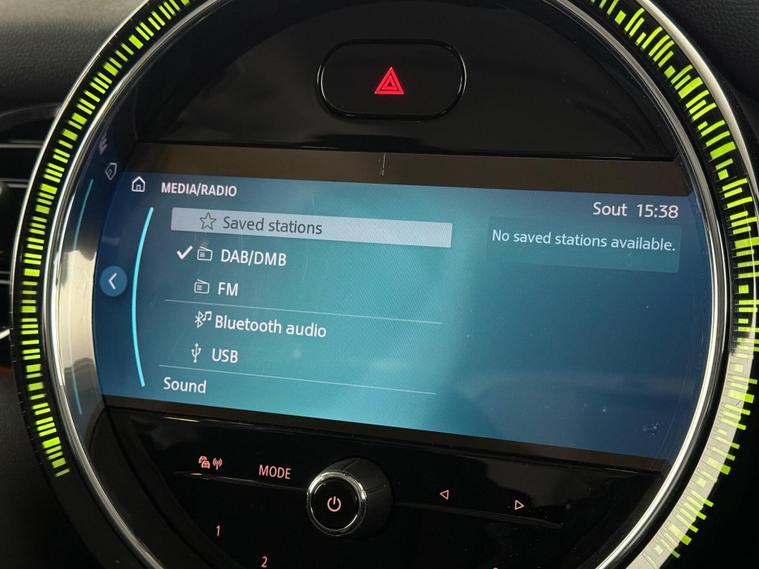 MEDIA/RADIO
Sout 15:38
Saved stations
No saved stations available.
DAB/DMB
FM
Bluetooth audio
USB
Sound
MODE
1
2